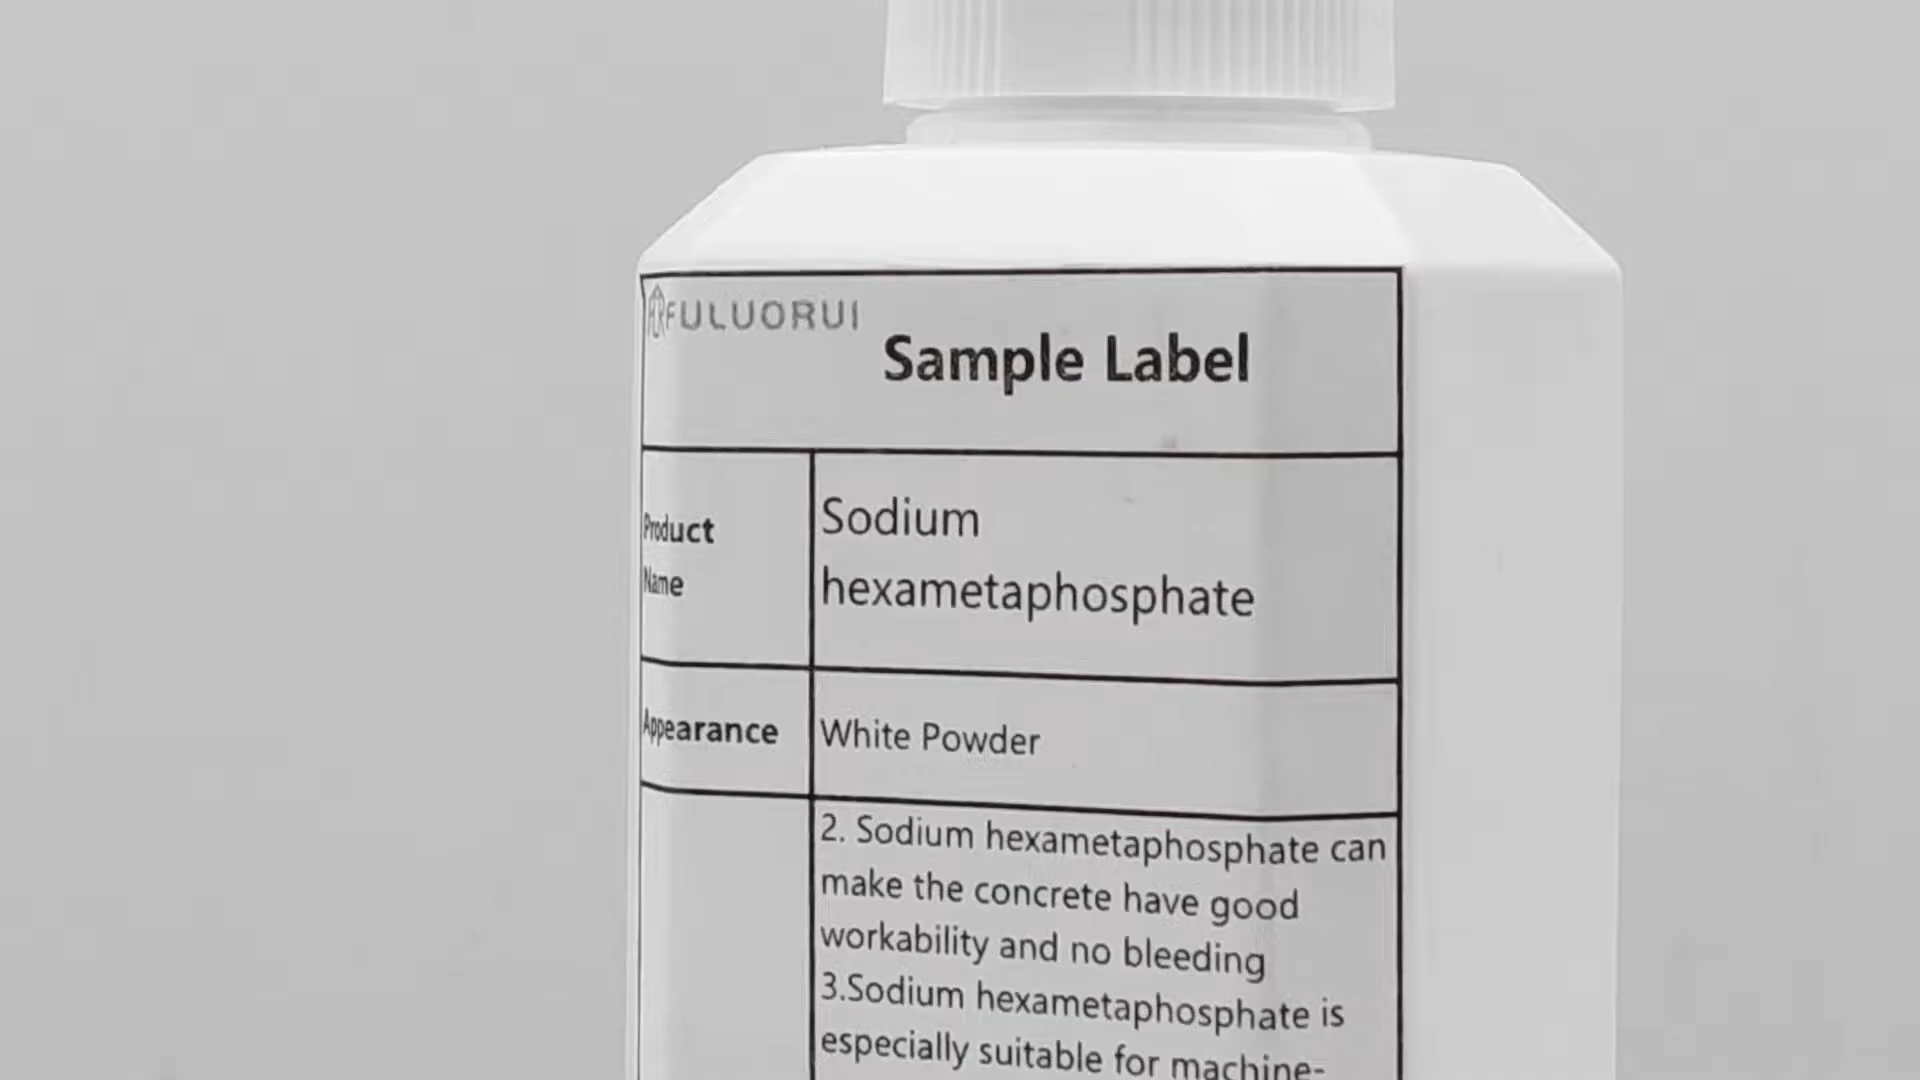 FULUORUI
Sample Label
Product
Name
Sodium
hexametaphosphate
Appearance
White Powder
2. Sodium hexametaphosphate can
make the concrete have good
workability and no bleeding
3.Sodium hexametaphosphate is
especially suitable for machine-